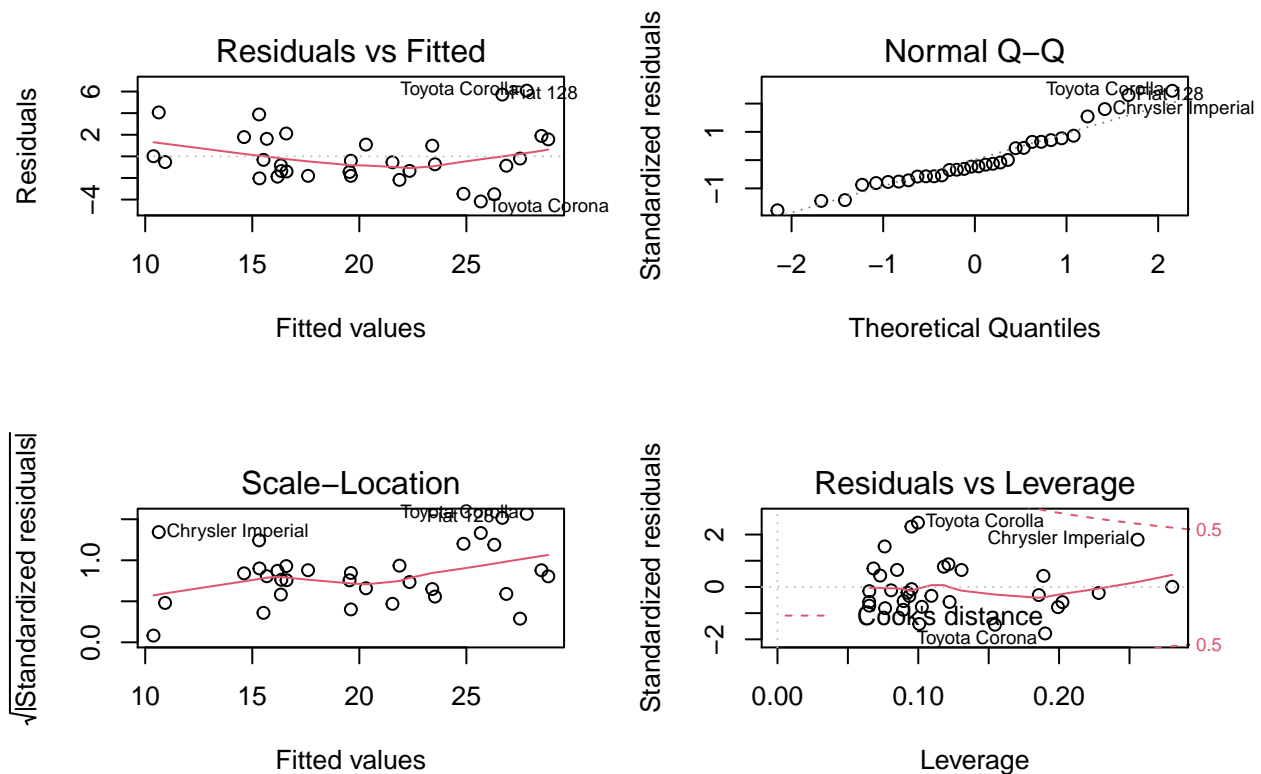 Residuals vs Fitted
Residuals
6
2
−4
Toyota Corolla
Fiat 128
Toyota Corona
10 15 20 25
Fitted values
Normal Q−Q
Standardized residuals
1
−1
Toyota Corolla
Fiat 128
Chrysler Imperial
−2 −1 0 1 2
Theoretical Quantiles
Scale−Location
√|Standardized residuals|
1.0
0.0
Toyota Corolla
Fiat 128
Chrysler Imperial
10 15 20 25
Fitted values
Residuals vs Leverage
Standardized residuals
2
0
−2
Toyota Corolla
Chrysler Imperial
0.5
Cook's distance
Toyota Corona
0.5
0.00 0.10 0.20
Leverage